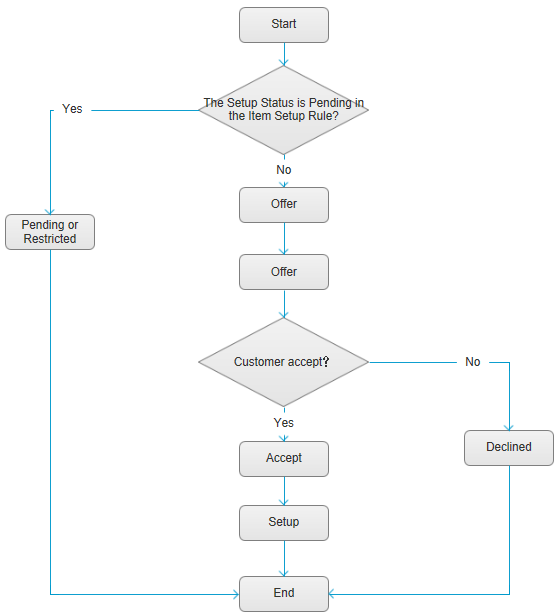 Start
The Setup Status is Pending in
the Item Setup Rule?
Yes
No
Offer
Pending or
Restricted
Offer
Customer accept?
No
Yes
Declined
Accept
Setup
End